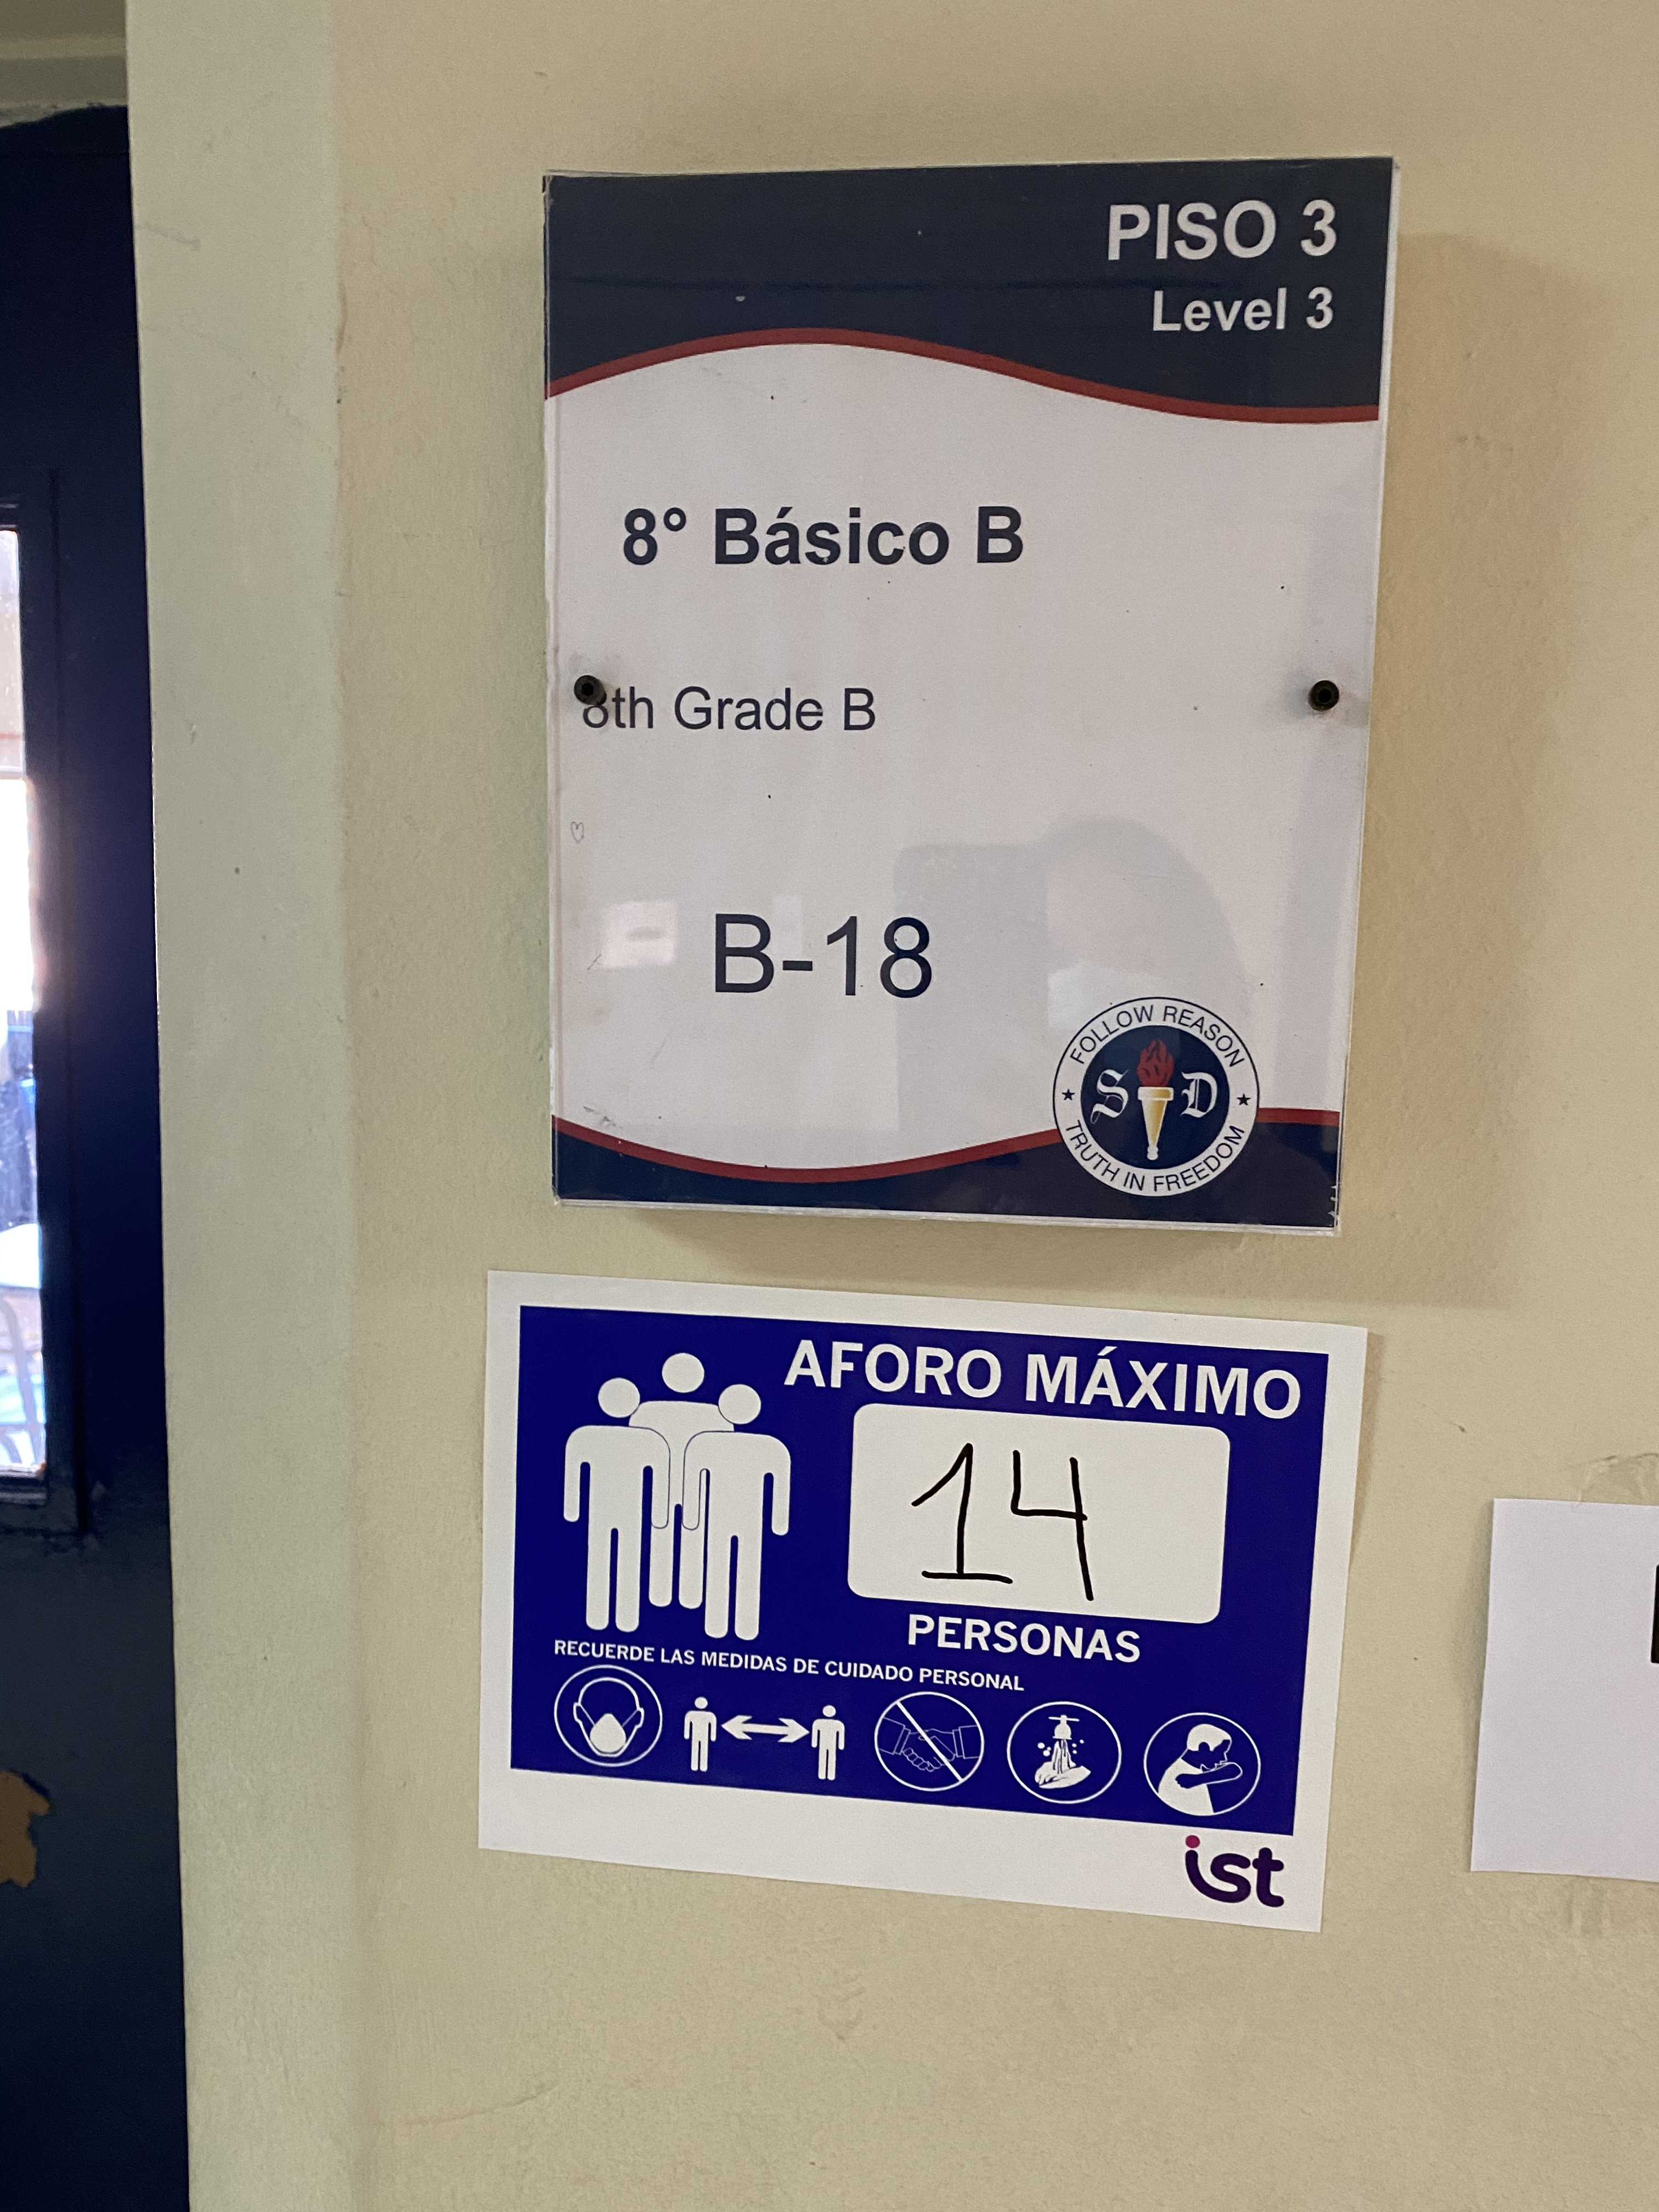 PISO 3
Level 3
8° Básico B
8th Grade B
B-18
FOLLOW REASON
S D
TRUTH IN FREEDOM
AFORO MÁXIMO
14
PERSONAS
RECUERDE LAS MEDIDAS DE CUIDADO PERSONAL
ist